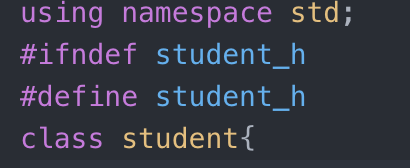 using namespace std;
#ifndef student_h
#define student_h
class student{